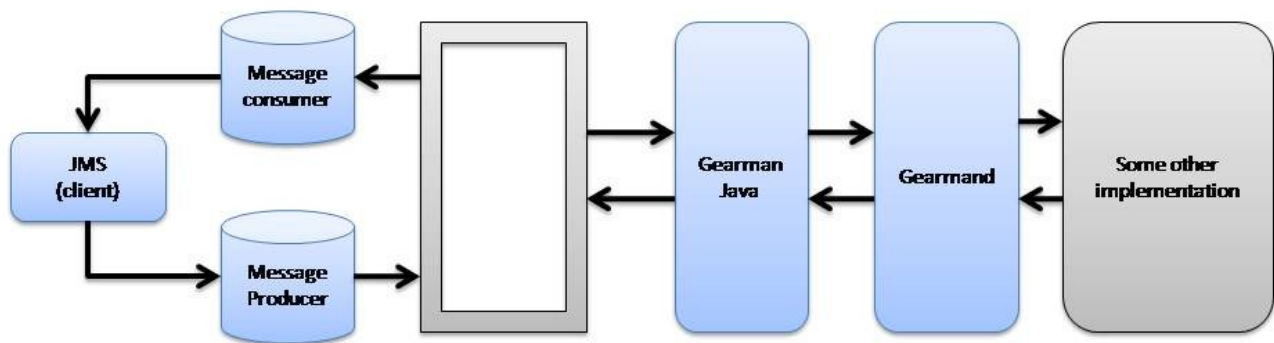 Message
consumer
JMS
(client)
Message
Producer
Gearman
Java
Gearmand
Some other
implementation